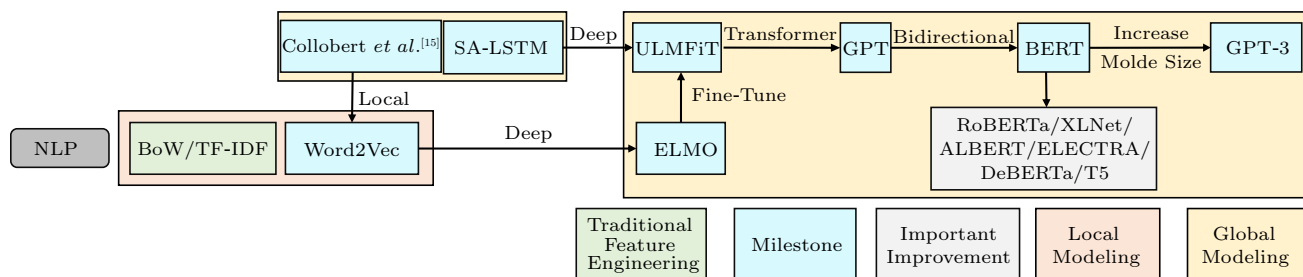 Collobert et al.[15]
SA-LSTM
Deep
ULMFiT
Transformer
GPT
Bidirectional
BERT
Increase
Molde Size
GPT-3
Local
Fine-Tune
NLP
BoW/TF-IDF
Word2Vec
Deep
ELMO
RoBERTa/XLNet/
ALBERT/ELECTRA/
DeBERTa/T5
Traditional
Feature
Engineering
Milestone
Important
Improvement
Local
Modeling
Global
Modeling